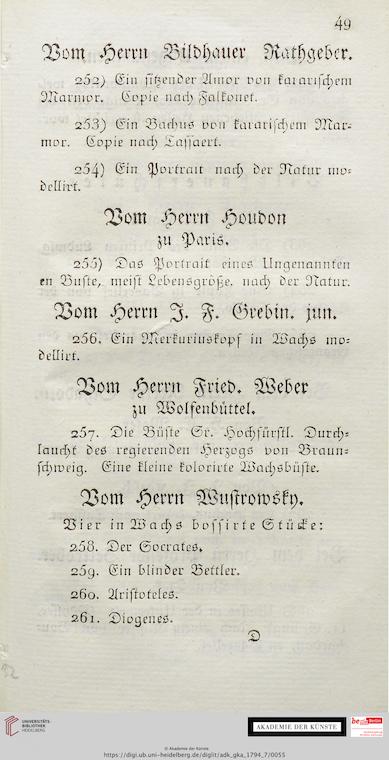 49
Vom Herrn Bildhauer Rathgeber.
252) Ein sitzender Amor von kararischem
Marmor. Copie nach Falkonet.
253) Ein Bachus von kararischem Mar-
mor. Copie nach Tassaert.
254) Ein Portrait nach der Natur mo-
dellirt.
Vom Herrn Houdon
zu Paris.
255) Das Portrait eines Ungenannten
en Buste, meist Lebensgröße. nach der Natur.
Vom Herrn J. F. Grebin. jun.
256. Ein Merkuriuskopf in Wachs mo-
dellirt.
Vom Herrn Fried. Weber
zu Wolfenbüttel.
257. Die Büste Sr. Hochfürstl. Durch-
laucht des regierenden Herzogs von Braun-
schweig. Eine kleine kolorirte Wachsbüste.
Vom Herrn Wustrowsky.
Vier in Wachs bossirte Stücke:
258. Der Socrates.
259. Ein blinder Bettler.
260. Aristoteles.
261. Diogenes.
D
UNIVERSITÄTS-
BIBLIOTHEK
HEIDELBERG
AKADEMIE DER KÜNSTE
be Berlin
© Akademie der Künste
https://digi.ub.uni-heidelberg.de/diglit/adk_gka_1794_7/0055